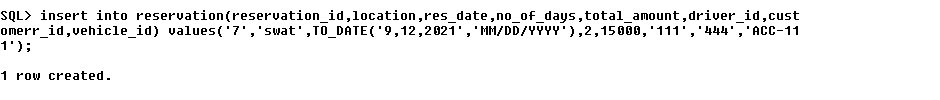 SQL> insert into reservation(reservation_id,location,res_date,no_of_days,total_amount,driver_id,cust
omerr_id,vehicle_id) values('7','swat',TO_DATE('9,12,2021','MM/DD/YYYY'),2,15000,'111','444','ACC-11
1');
1 row created.